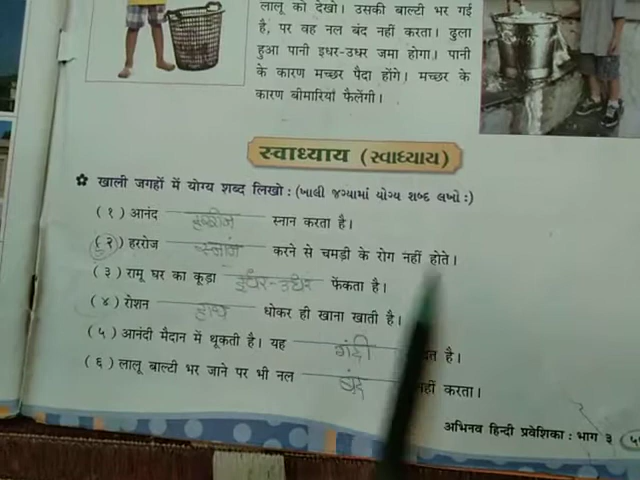 लालू को देखो। उसकी बाल्टी भर गई
है, पर वह नल बंद नहीं करता। ढुला
हुआ पानी इधर-उधर जमा होगा। पानी
के कारण मच्छर पैदा होंगे। मच्छर के
कारण बीमारियाँ फैलेंगी।
स्वाध्याय (સ્વાધ્યાય)
✿ खाली जगहों में योग्य शब्द लिखो : (ખાલી જગ્યામાં યોગ્ય શબ્દ લખો :)
(१) आनंद हररोज स्नान करता है।
(२) हररोज स्नान करने से चमड़ी के रोग नहीं होते।
(३) रामू घर का कूड़ा इधर-उधर फेंकता है।
(४) रोशन हाथ धोकर ही खाना खाती है।
(५) आनंदी मैदान में थूकती है। यह गंदी है।
(६) लालू बाल्टी भर जाने पर भी नल बंद नहीं करता।
अभिनव हिन्दी प्रवेशिका : भाग ३